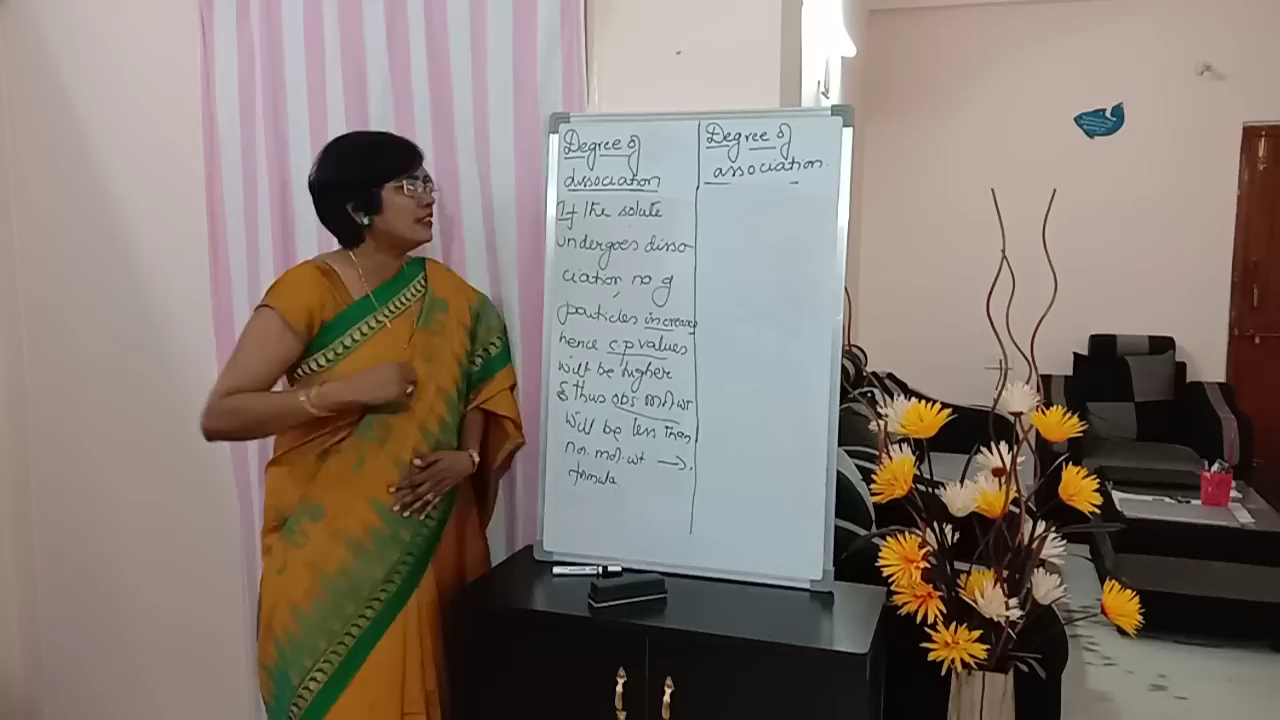 Degree of
dissociation
If the solute
undergoes disso
ciation, no of
particles increases
hence c.p values
will be higher
& thus obs mol.wt
will be less than
nor. mol. wt →.
formula
Degree of
association.